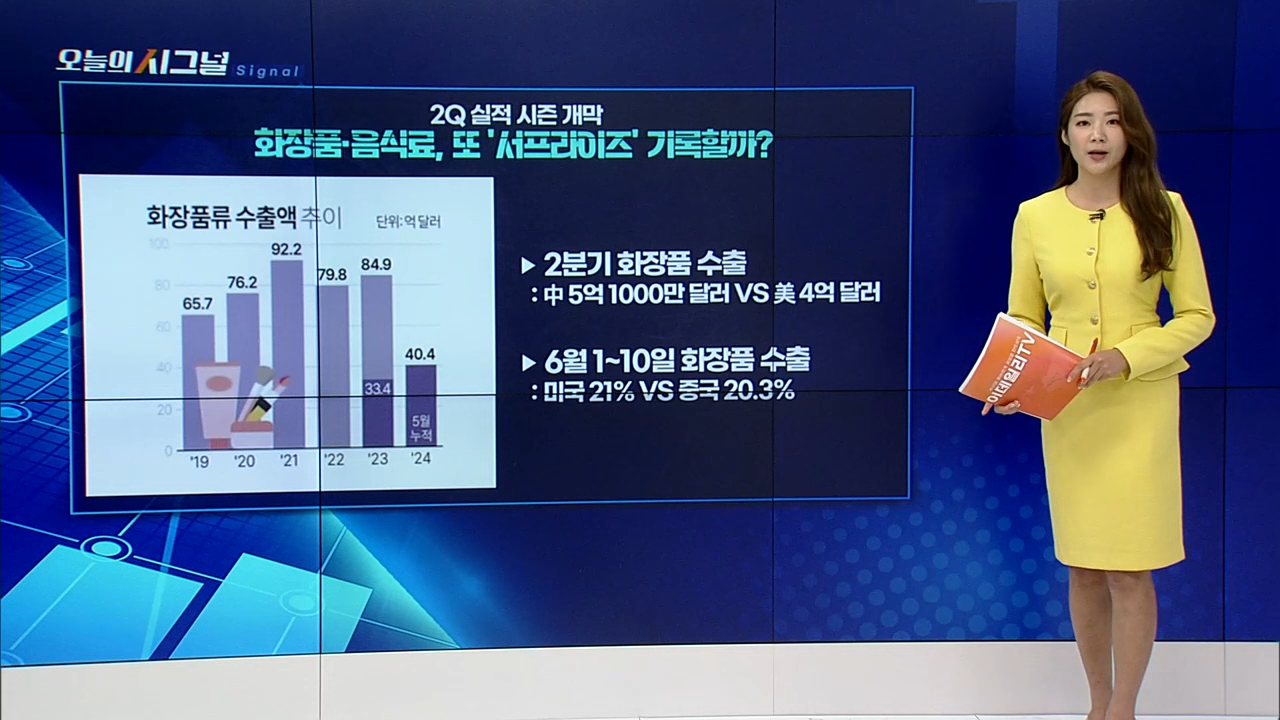 오늘의 시그널 Signal
2Q 실적 시즌 개막
화장품·음식료, 또 '서프라이즈' 기록할까?
화장품류 수출액 추이
단위:억 달러
100
80
60
40
20
0
65.7
76.2
92.2
79.8
84.9
33.4
40.4
5월
누적
'19 '20 '21 '22 '23 '24
▶ 2분기 화장품 수출
: 中 5억 1000만 달러 VS 美 4억 달러
▶ 6월 1~10일 화장품 수출
: 미국 21% VS 중국 20.3%
이데일리TV